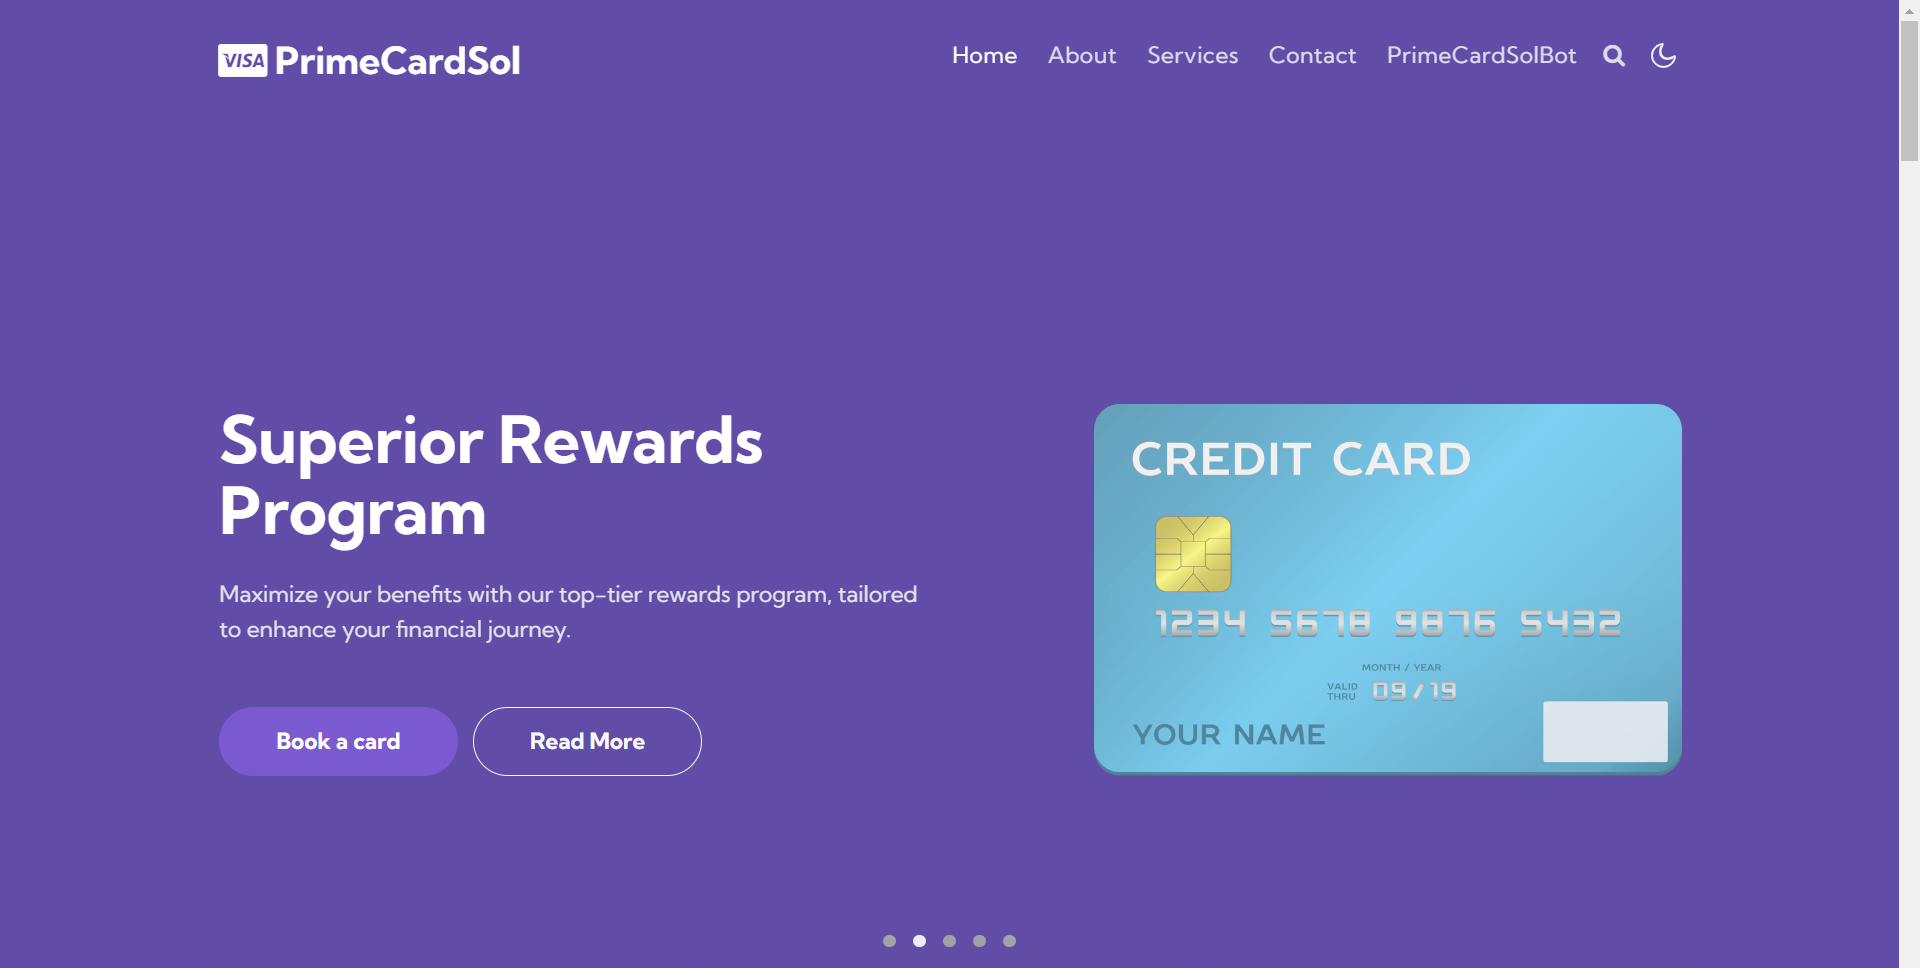 VISA PrimeCardSol
Home About Services Contact PrimeCardSolBot
Superior Rewards
Program
Maximize your benefits with our top-tier rewards program, tailored
to enhance your financial journey.
Book a card Read More
CREDIT CARD
1234 5678 9876 5432
MONTH / YEAR
VALID
THRU 09/19
YOUR NAME